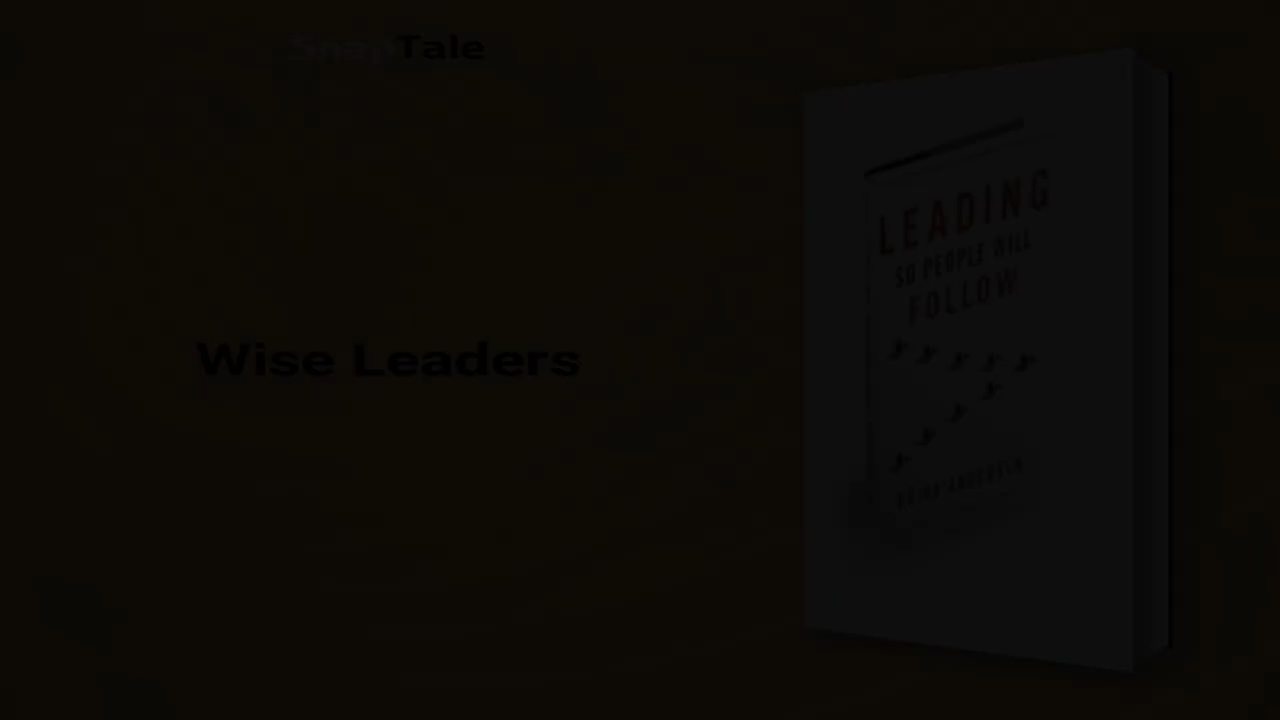 SnapTale
Wise Leaders
LEADING
SO PEOPLE WILL
FOLLOW